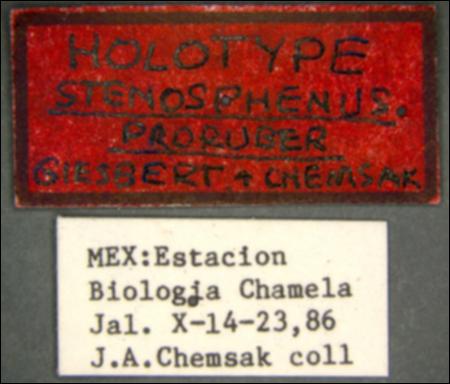 HOLOTYPE
STENOSPHENUS.
PRORUBER
GIESBERT + CHEMSAK
MEX:Estacion
Biologia Chamela
Jal. X-14-23,86
J.A.Chemsak coll